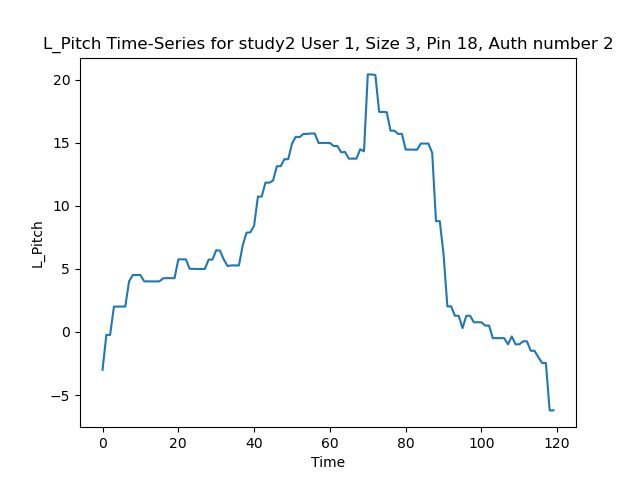 L_Pitch Time-Series for study2 User 1, Size 3, Pin 18, Auth number 2
20
15
10
5
0
−5
L_Pitch
0 20 40 60 80 100 120
Time